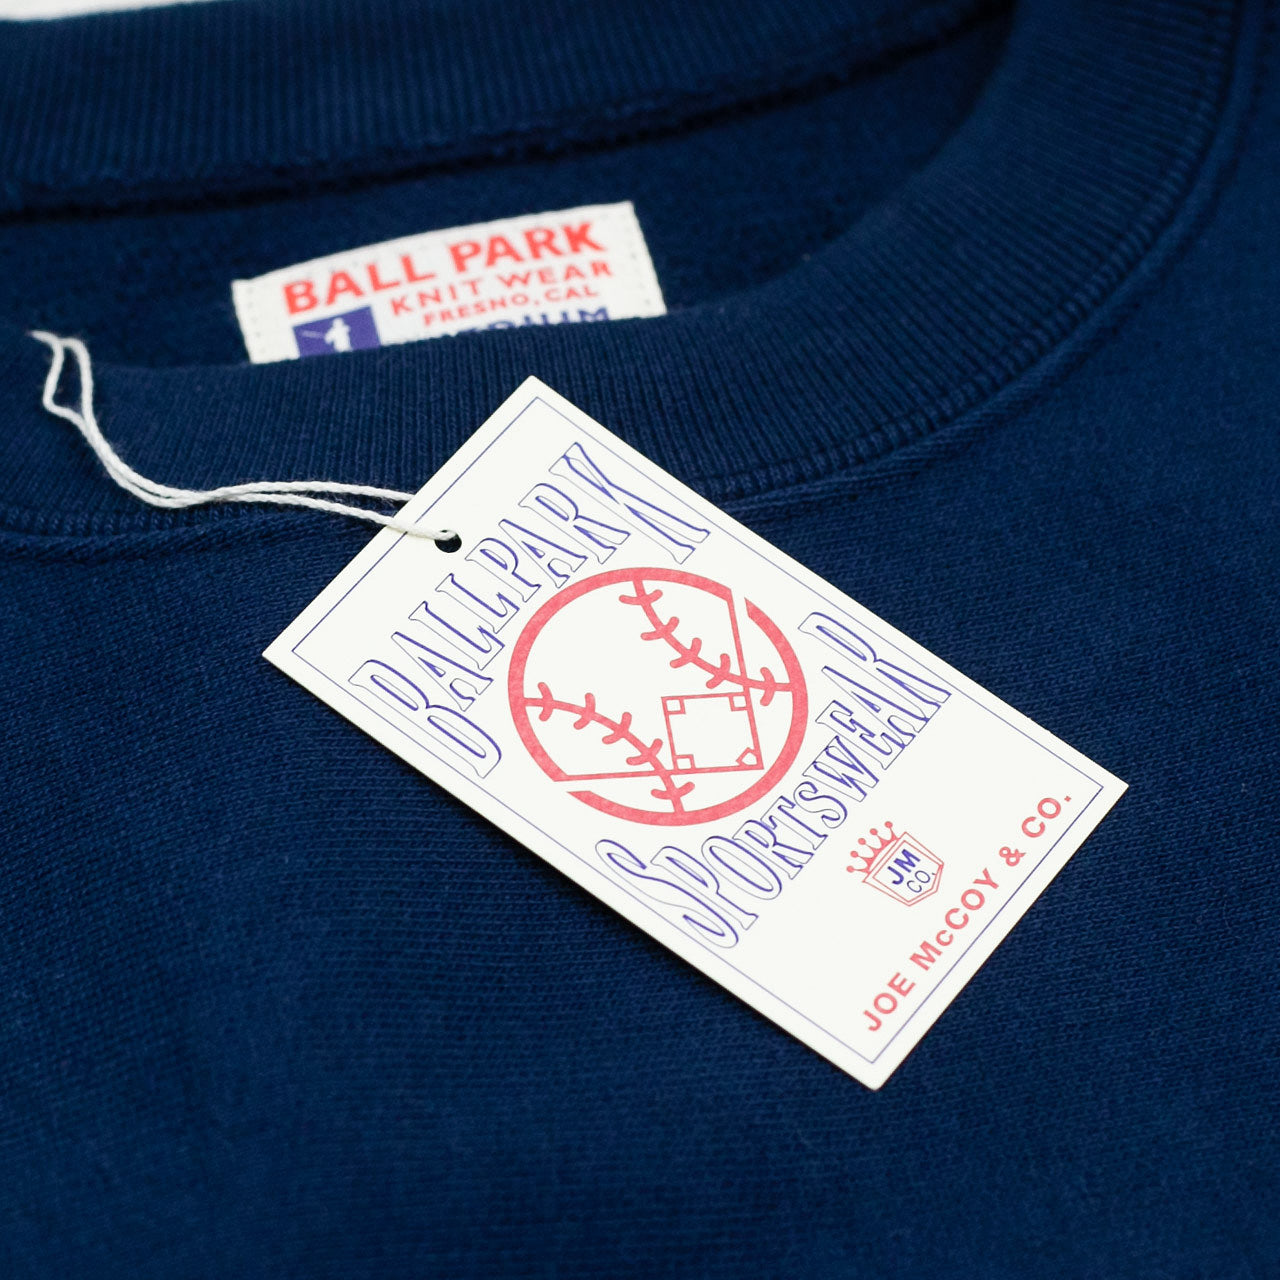 BALL PARK
KNIT WEAR
FRESNO, CAL
BALLPARK
SPORTSWEAR
JM
CO.
JOE McCOY & CO.